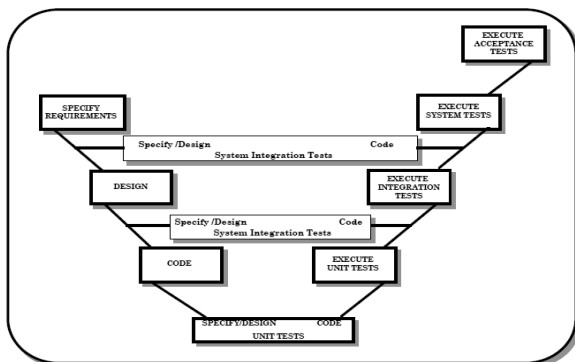 EXECUTE
ACCEPTANCE
TESTS
SPECIFY
REQUIREMENTS
EXECUTE
SYSTEM TESTS
Specify /Design Code
System Integration Tests
DESIGN
EXECUTE
INTEGRATION
TESTS
Specify /Design Code
System Integration Tests
CODE
EXECUTE
UNIT TESTS
SPECIFY/DESIGN CODE
UNIT TESTS